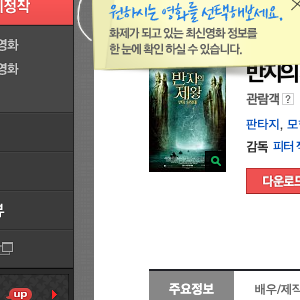 제작
원하시는 영화를 선택해보세요.
화제가 되고 있는 최신영화 정보를
한 눈에 확인 하실 수 있습니다.
영화
영화
반지의
제왕
반지의
관람객 ?
판타지, 모
감독 피터
다운로드
up
주요정보
배우/제작